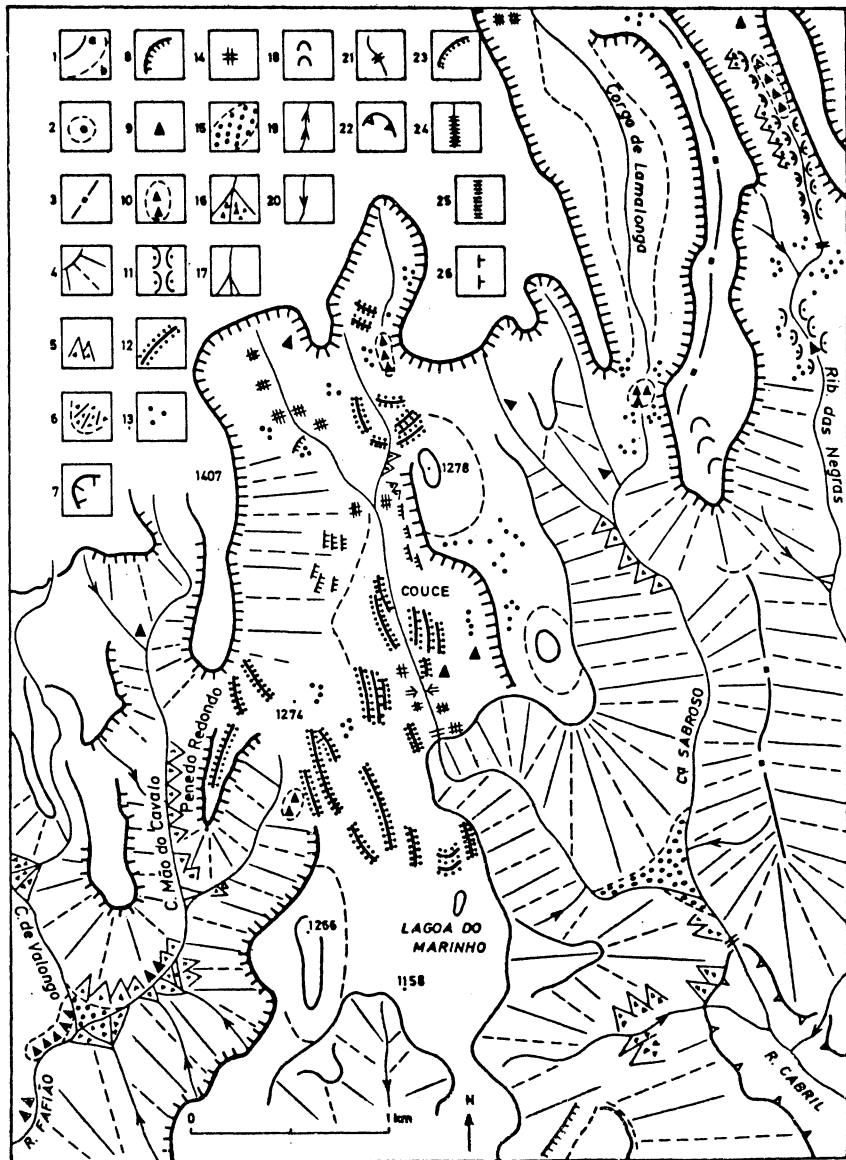 1 a b 8 14 18 21 23
2 9 15 19 22 24
3 10 16 20 25
4 11 17 26
5 12
6 13
7
Corgo de Lamalonga
Rib. das Negras
1407
1278
COUCE
Penedo Redondo
1274
Cº SABROSO
C. Mão do Cavalo
C. de Valongo
1266
LAGOA DO
MARINHO
1158
R. FAFIÃO
R. CABRIL
0 1 km
N